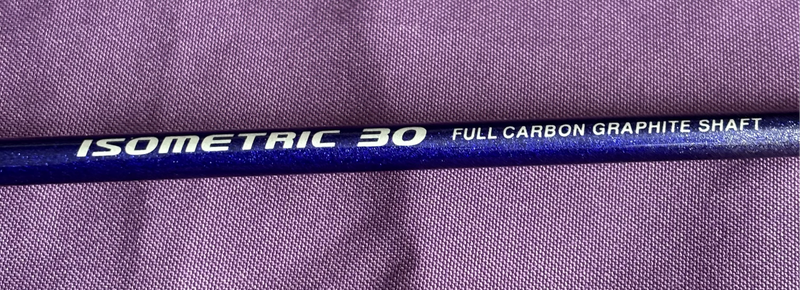 ISOMETRIC 30 FULL CARBON GRAPHITE SHAFT